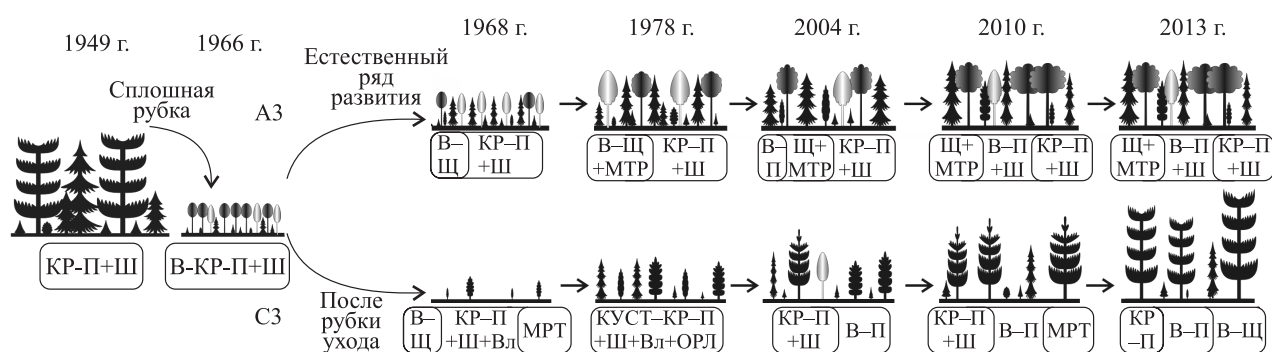 1949 г. 1966 г. 1968 г. 1978 г. 2004 г. 2010 г. 2013 г.
Сплошная
рубка
А3
Естественный
ряд
развития
В–
Щ
КР–П
+Ш
В–Щ
+МТР
КР–П
+Ш
В–
П
Щ+
МТР
КР–П
+Ш
Щ+
МТР
В–П
+Ш
КР–П
+Ш
Щ+
МТР
В–П
+Ш
КР–П
+Ш
КР-П+Ш
В-КР-П+Ш
С3
После
рубки
ухода
В–
Щ
КР–П
+Ш+Вл
МРТ
КУСТ–КР–П
+Ш+Вл+ОРЛ
КР–П
+Ш
В–П
КР–П
+Ш
В–П
МРТ
КР
–П
В–П
В–Щ